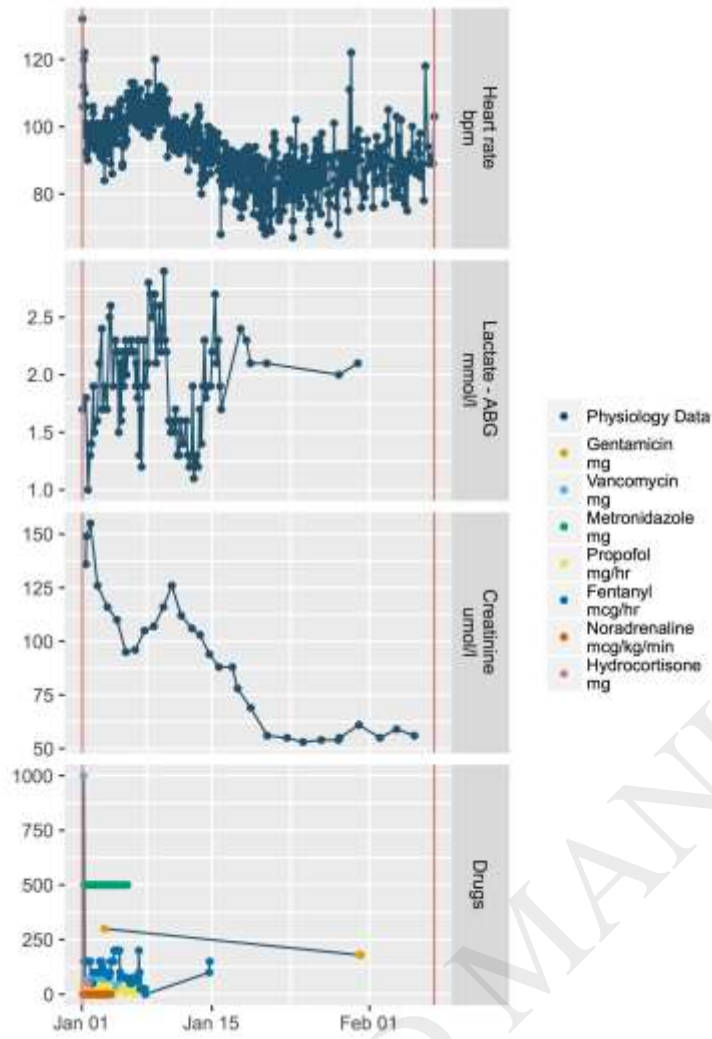 120
100
80
Heart rate
bpm
2.5
2.0
1.5
1.0
Lactate - ABG
mmol/l
150
125
100
75
50
Creatinine
umol/l
1000
750
500
250
0
Drugs
Jan 01
Jan 15
Feb 01
Physiology Data
Gentamicin
mg
Vancomycin
mg
Metronidazole
mg
Propofol
mg/hr
Fentanyl
mcg/hr
Noradrenaline
mcg/kg/min
Hydrocortisone
mg
D MAN